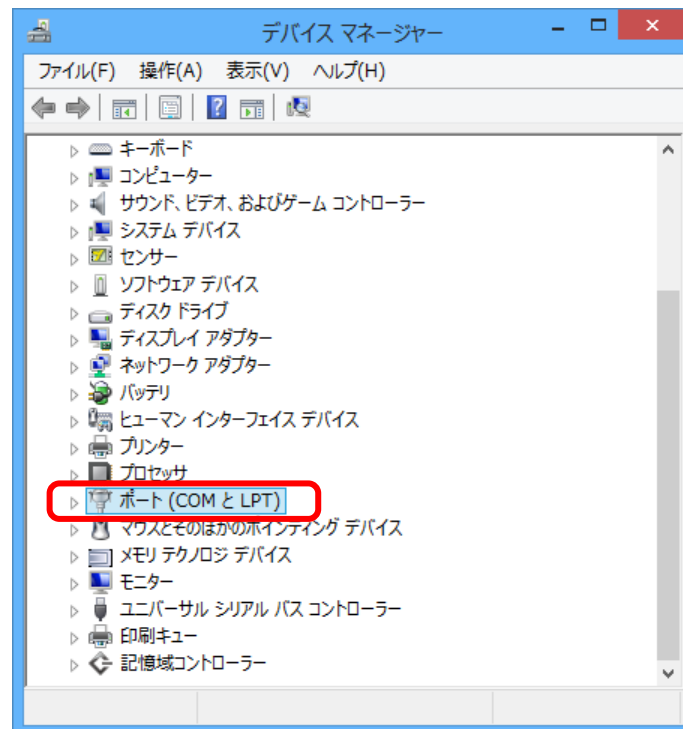 デバイス マネージャー
ファイル(F) 操作(A) 表示(V) ヘルプ(H)
キーボード
コンピューター
サウンド、ビデオ、およびゲーム コントローラー
システム デバイス
センサー
ソフトウェア デバイス
ディスク ドライブ
ディスプレイ アダプター
ネットワーク アダプター
バッテリ
ヒューマン インターフェイス デバイス
プリンター
プロセッサ
ポート (COM と LPT)
マウスとそのほかのポインティング デバイス
メモリ テクノロジ デバイス
モニター
ユニバーサル シリアル バス コントローラー
印刷キュー
記憶域コントローラー